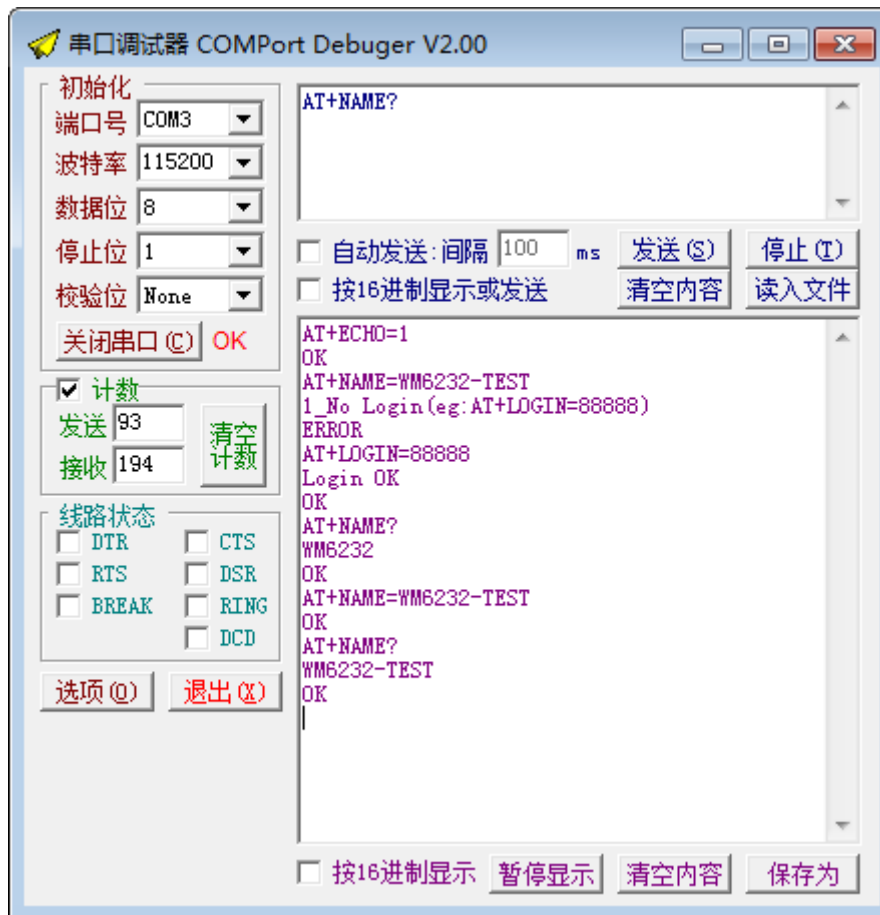 串口调试器 COMPort Debuger V2.00
初始化
端口号 COM3
波特率 115200
数据位 8
停止位 1
校验位 None
关闭串口(C) OK
计数
发送 93
接收 194
清空
计数
线路状态
DTR CTS
RTS DSR
BREAK RING
DCD
选项(O) 退出(X)
AT+NAME?
自动发送:间隔 100 ms 发送(S) 停止(T)
按16进制显示或发送 清空内容 读入文件
AT+ECHO=1
OK
AT+NAME=WM6232-TEST
1_No Login(eg:AT+LOGIN=88888)
ERROR
AT+LOGIN=88888
Login OK
OK
AT+NAME?
WM6232
OK
AT+NAME=WM6232-TEST
OK
AT+NAME?
WM6232-TEST
OK
按16进制显示 暂停显示 清空内容 保存为